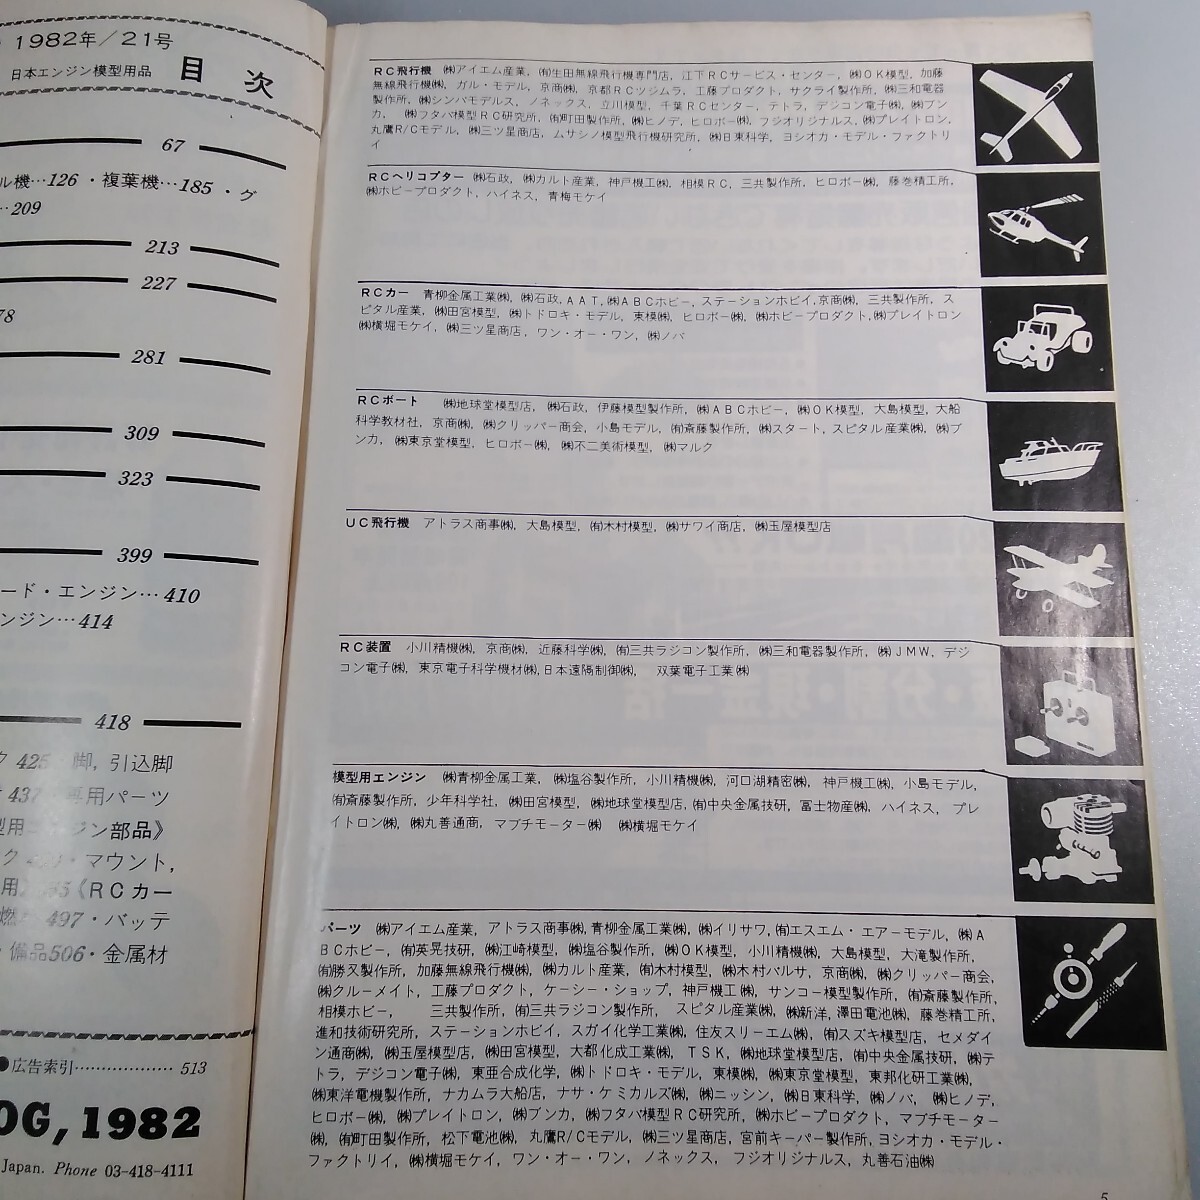 1982年/21号
日本エンジン模型用品 目次
67
ル機…126・複葉機…185・グ
…209
213
227
78
281
309
323
399
ード・エンジン…410
ンジン…414
418
ク 425 脚, 引込脚
437 専用パーツ
型用エンジン部品》
ク ・マウント,
《RCカー
497・バッテ
備品506・金属材
●広告索引………………513
OG, 1982
Japan. Phone 03-418-4111
RC飛行機 ㈱アイエム産業, ㈲生田無線飛行機専門店, 江下RCサービス・センター, ㈱OK模型, 加藤
無線飛行機㈱, ガル・モデル, 京商㈱, 京都RCツジムラ, 工藤プロダクト, サクライ製作所, ㈱三和電器
製作所, ㈱シンバモデルス, ノネックス, 立川模型, 千葉RCセンター, テトラ, デジコン電子㈱, ㈱ブン
カ, ㈱フタバ模型RC研究所, ㈲町田製作所, ㈱ヒノデ, ヒロボー㈱, フジオリジナルス, ㈱プレイトロン,
丸鷹R/Cモデル, ㈱三ツ星商店, ムサシノ模型飛行機研究所, ㈱日東科学, ヨシオカ・モデル・ファクトリ
イ
RCヘリコプター ㈱石政, ㈱カルト産業, 神戸機工㈱, 相模RC, 三共製作所, ヒロボー㈱, 藤巻精工所,
㈱ホビープロダクト, ハイネス, 青梅モケイ
RCカー 青柳金属工業㈱, ㈱石政, AAT, ㈱ABCホビー, ステーションホビイ, 京商㈱, 三共製作所, ス
ピタル産業, ㈱田宮模型, ㈱トドロキ・モデル, 東模㈱, ヒロボー㈱, ㈱ホビープロダクト, ㈱プレイトロン
㈱横堀モケイ, ㈱三ツ星商店, ワン・オー・ワン, ㈱ノバ
RCボート ㈱地球堂模型店, ㈱石政, 伊藤模型製作所, ㈱ABCホビー, ㈱OK模型, 大島模型, 大船
科学教材社, 京商㈱, ㈱クリッパー商会, 小島モデル, ㈲斎藤製作所, ㈱スタート, スピタル産業㈱, ㈱ブ
ンカ, ㈱東京堂模型, ヒロボー㈱, ㈱不二美術模型, ㈱マルク
UC飛行機 アトラス商事㈱, 大島模型, ㈲木村模型, ㈱サワイ商店, ㈱玉屋模型店
RC装置 小川精機㈱, 京商㈱, 近藤科学㈱, ㈲三共ラジコン製作所, ㈱三和電器製作所, ㈱JMW, デジ
コン電子㈱, 東京電子科学機材㈱, 日本遠隔制御㈱, 双葉電子工業㈱
模型用エンジン ㈱青柳金属工業, ㈱塩谷製作所, 小川精機㈱, 河口湖精密㈱, 神戸機工㈱, 小島モデル,
㈲斎藤製作所, 少年科学社, ㈱田宮模型, ㈱地球堂模型店, ㈲中央金属技研, 富士物産㈱, ハイネス, プレ
イトロン㈱, ㈱丸善通商, マブチモーター㈱ ㈱横堀モケイ
パーツ ㈱アイエム産業, アトラス商事㈱, 青柳金属工業㈱, ㈱イリサワ, ㈲エスエム・エアーモデル, ㈱A
BCホビー, ㈲英晃技研, ㈱江崎模型, ㈱塩谷製作所, ㈱OK模型, 小川精機㈱, 大島模型, 大滝製作所,
㈲勝又製作所, 加藤無線飛行機㈱, ㈱カルト産業, ㈲木村模型, ㈱木村バルサ, 京商㈱, ㈱クリッパー商会,
㈱クルーメイト, 工藤プロダクト, ケーシー・ショップ, 神戸機工㈱, サンコー模型製作所, ㈲斎藤製作所,
相模ホビー, 三共製作所, ㈲三共ラジコン製作所, スピタル産業㈱, ㈱新洋, 澤田電池㈱, 藤巻精工所,
進和技術研究所, ステーションホビイ, スガイ化学工業㈱, 住友スリーエム㈱, ㈲スズキ模型店, セメダイ
ン通商㈱, ㈱玉屋模型店, ㈱田宮模型, 大都化成工業㈱, TSK, ㈱地球堂模型店, ㈲中央金属技研, ㈱テ
トラ, デジコン電子㈱, 東亜合成化学, ㈱トドロキ・モデル, 東模㈱, ㈱東京堂模型, 東邦化研工業㈱,
㈱東洋電機製作所, ナカムラ大船店, ナサ・ケミカルズ㈱, ㈱ニッシン, ㈱日東科学, ㈱ノバ, ㈱ヒノデ,
ヒロボー㈱, ㈱プレイトロン, ㈱ブンカ, ㈱フタバ模型RC研究所, ㈱ホビープロダクト, マブチモーター
㈱, ㈲町田製作所, 松下電池㈱, 丸鷹R/Cモデル, ㈱三ツ星商店, 宮前キーパー製作所, ヨシオカ・モデル・
ファクトリイ, ㈱横堀モケイ, ワン・オー・ワン, ノネックス, フジオリジナルス, 丸善石油㈱
5